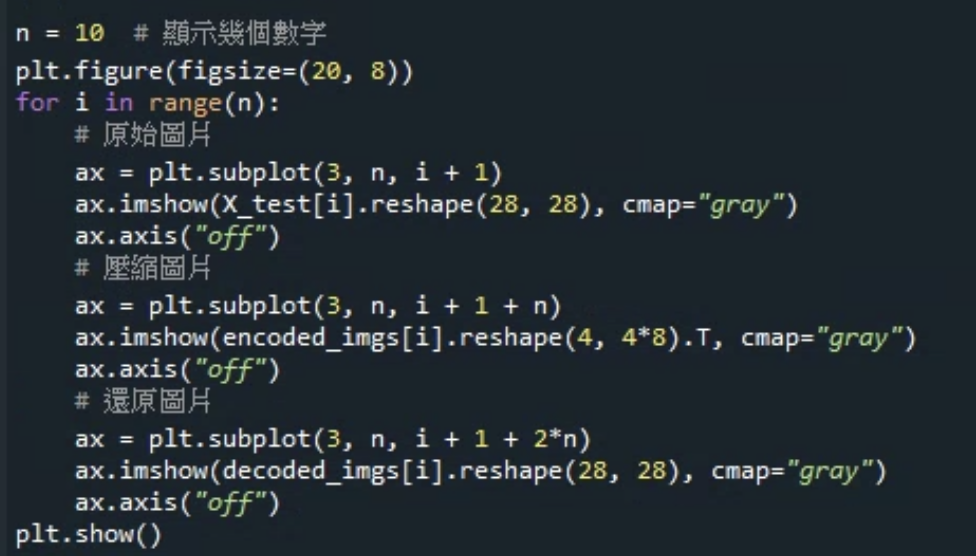 n = 10  # 顯示幾個數字
plt.figure(figsize=(20, 8))
for i in range(n):
    # 原始圖片
    ax = plt.subplot(3, n, i + 1)
    ax.imshow(X_test[i].reshape(28, 28), cmap="gray")
    ax.axis("off")
    # 壓縮圖片
    ax = plt.subplot(3, n, i + 1 + n)
    ax.imshow(encoded_imgs[i].reshape(4, 4*8).T, cmap="gray")
    ax.axis("off")
    # 還原圖片
    ax = plt.subplot(3, n, i + 1 + 2*n)
    ax.imshow(decoded_imgs[i].reshape(28, 28), cmap="gray")
    ax.axis("off")
plt.show()